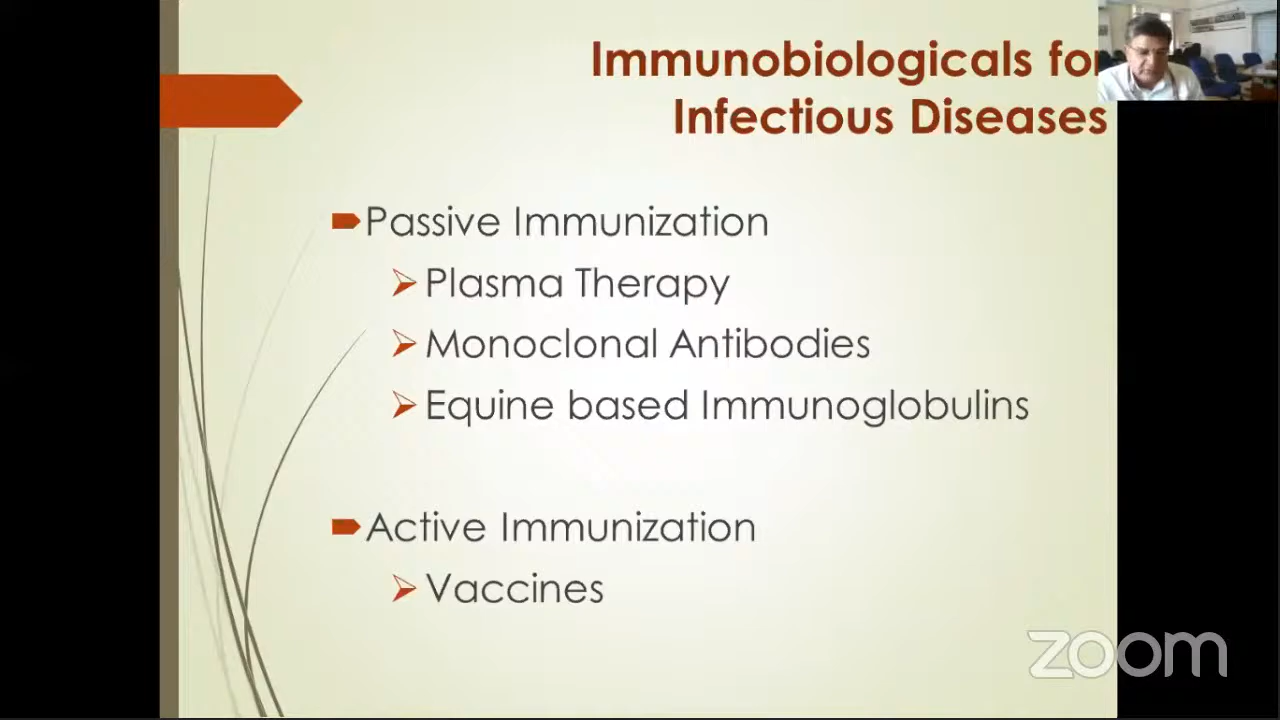 Immunobiologicals for
Infectious Diseases
Passive Immunization
Plasma Therapy
Monoclonal Antibodies
Equine based Immunoglobulins
Active Immunization
Vaccines
zoom